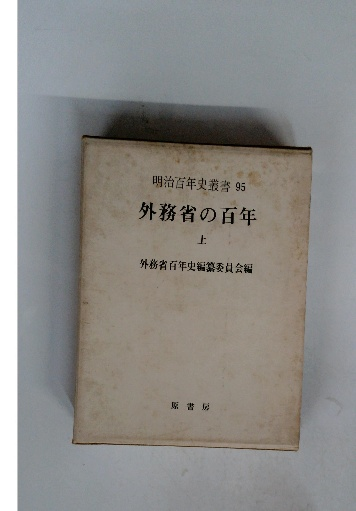 明治百年史叢書 95
外務省の百年
上
外務省百年史編纂委員会編
原書房